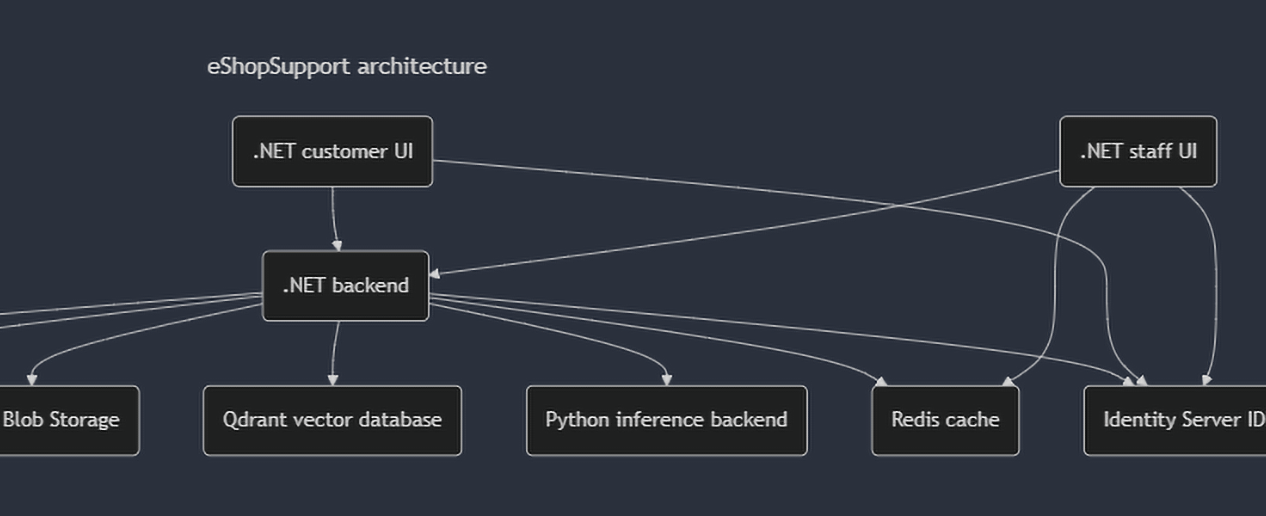 eShopSupport architecture
.NET customer UI
.NET staff UI
.NET backend
Blob Storage
Qdrant vector database
Python inference backend
Redis cache
Identity Server ID